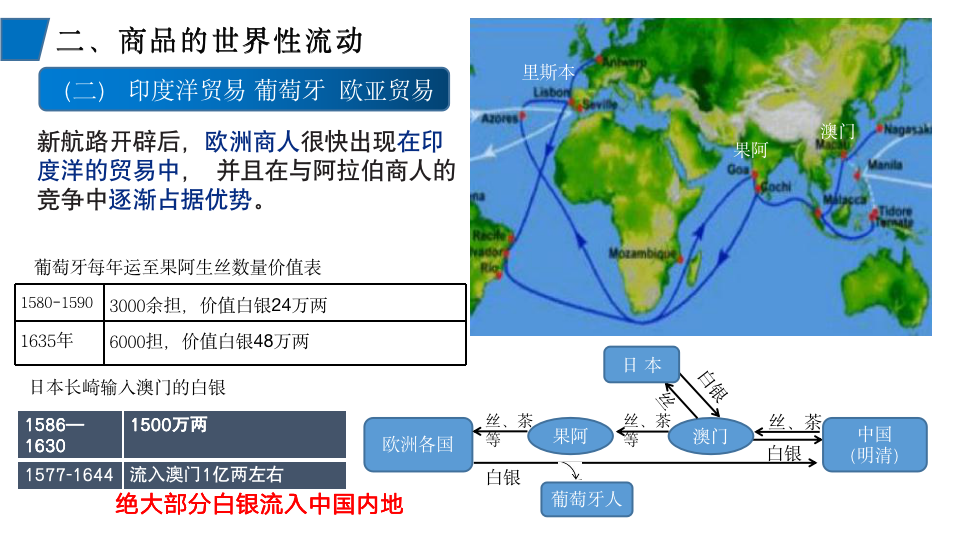 二、商品的世界性流动
(二) 印度洋贸易 葡萄牙 欧亚贸易
新航路开辟后，欧洲商人很快出现在印
度洋的贸易中， 并且在与阿拉伯商人的
竞争中逐渐占据优势。
葡萄牙每年运至果阿生丝数量价值表
1580-1590 3000余担，价值白银24万两
1635年 6000担，价值白银48万两
日本长崎输入澳门的白银
1586—
1630
1500万两
1577-1644 流入澳门1亿两左右
绝大部分白银流入中国内地
里斯本
Antwerp
Lisbon
Seville
Azores
澳门
Macau
Nagasaki
果阿
Goa
Manila
Cochi
Malacca
Tidore
Ternate
Recife
Rio
Mozambique
日 本
白银
丝
欧洲各国
丝、茶
等
果阿
丝、茶
等
澳门
丝、茶
白银
中国
(明清)
白银
葡萄牙人